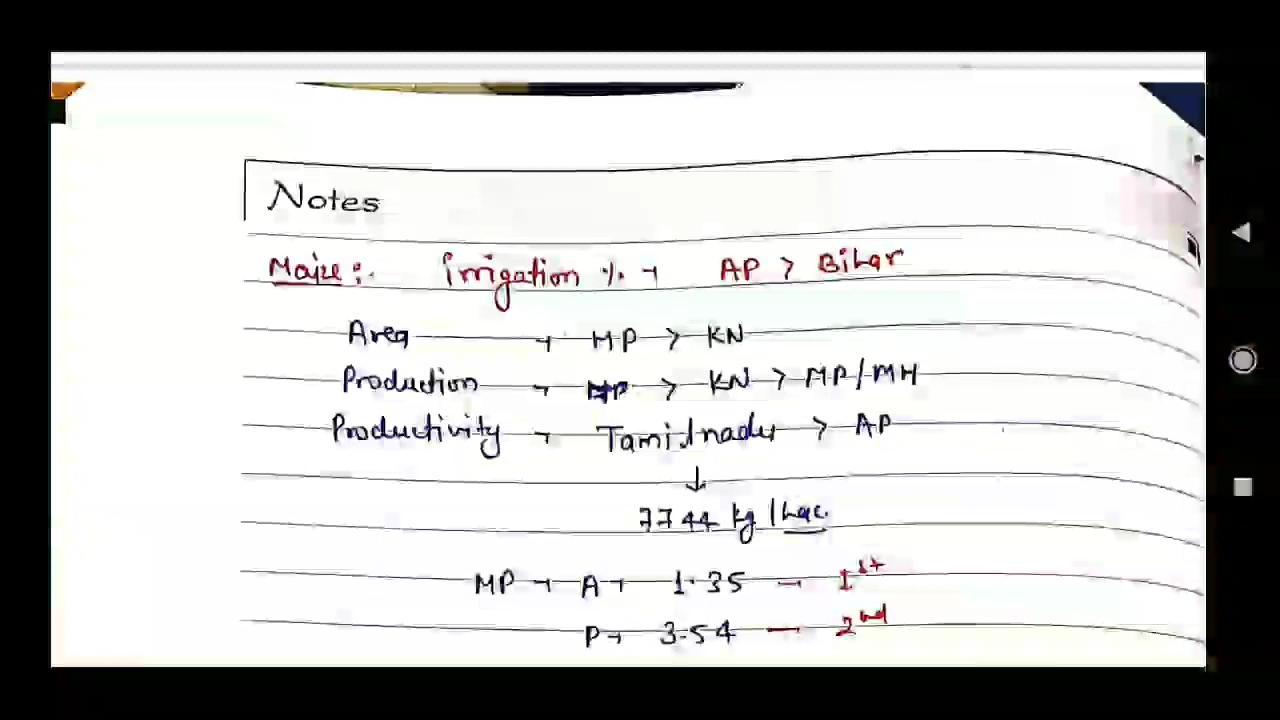 Notes
Maize :- Irrigation % → AP > Bihar
Area → MP > KN
Production → MP > KN > MP/MH
Productivity → Tamilnadu > AP
↓
7744 kg/hac.
MP → A → 1.35 — 1st
P → 3.54 — 2nd